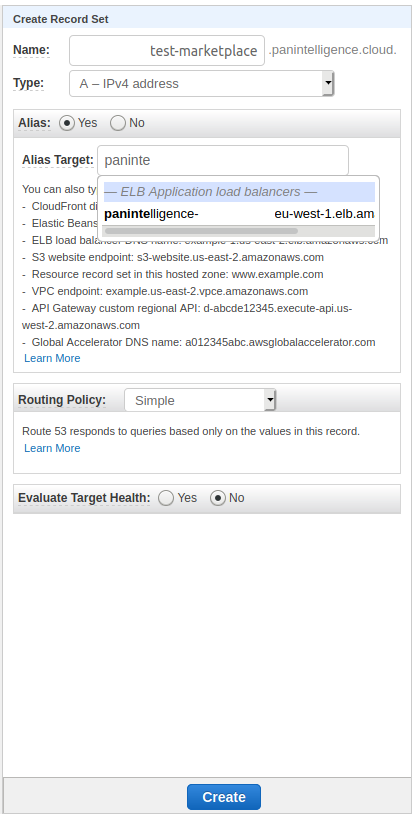 Create Record Set
Name: test-marketplace .panintelligence.cloud.
Type: A – IPv4 address
Alias: Yes No
Alias Target: paninte
— ELB Application load balancers —
panintelligence- eu-west-1.elb.am
You can also ty
- CloudFront di
- Elastic Beans
- ELB load balancer DNS name: example-1.us-east-2.elb.amazonaws.com
- S3 website endpoint: s3-website.us-east-2.amazonaws.com
- Resource record set in this hosted zone: www.example.com
- VPC endpoint: example.us-east-2.vpce.amazonaws.com
- API Gateway custom regional API: d-abcde12345.execute-api.us-
west-2.amazonaws.com
- Global Accelerator DNS name: a012345abc.awsglobalaccelerator.com
Learn More
Routing Policy: Simple
Route 53 responds to queries based only on the values in this record.
Learn More
Evaluate Target Health: Yes No
Create